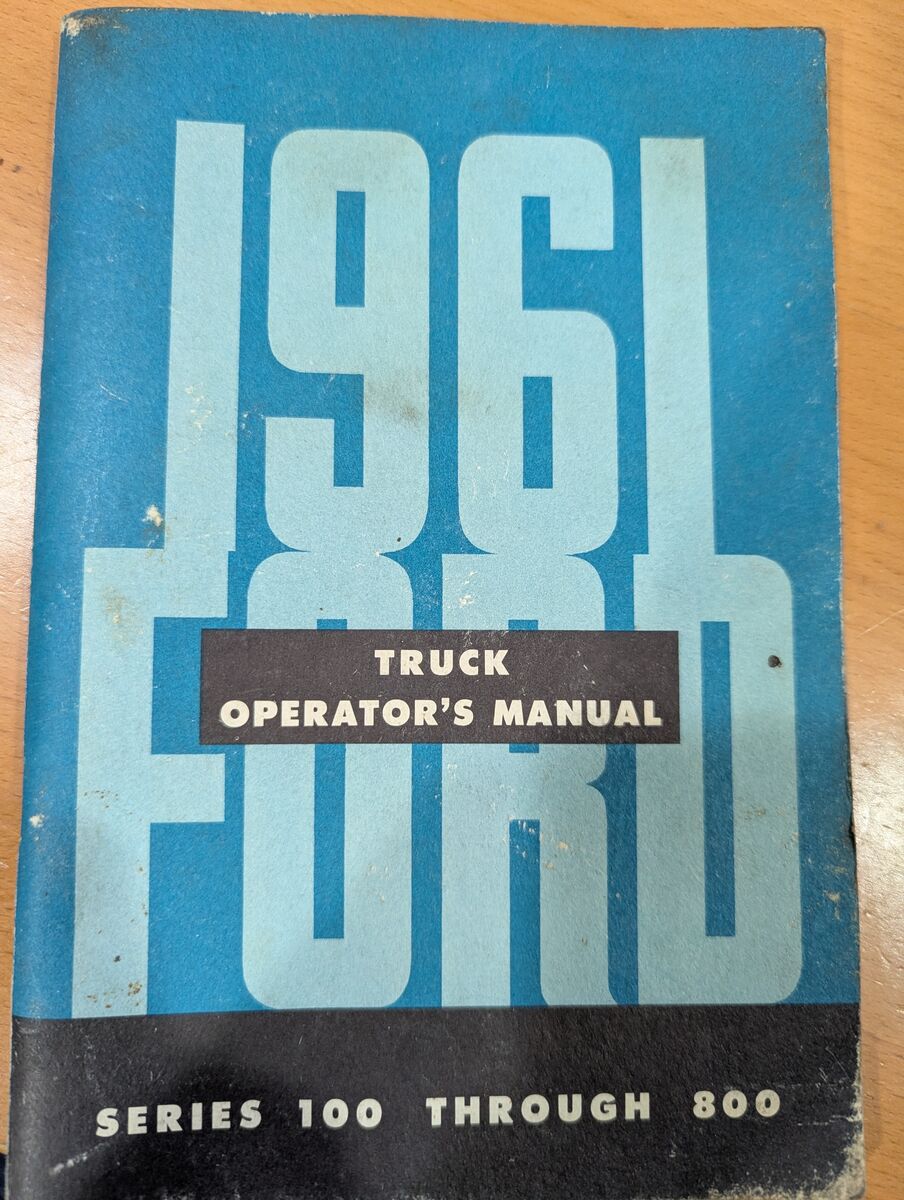 1961
FORD
TRUCK
OPERATOR'S MANUAL
SERIES 100 THROUGH 800